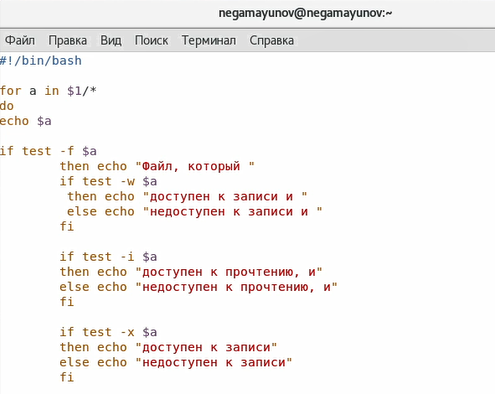 negamayunov@negamayunov:~
Файл Правка Вид Поиск Терминал Справка
#!/bin/bash
for a in $1/*
do
echo $a
if test -f $a
then echo "Файл, который "
if test -w $a
then echo "доступен к записи и "
else echo "недоступен к записи и "
fi
if test -i $a
then echo "доступен к прочтению, и"
else echo "недоступен к прочтению, и"
fi
if test -x $a
then echo "доступен к записи"
else echo "недоступен к записи"
fi